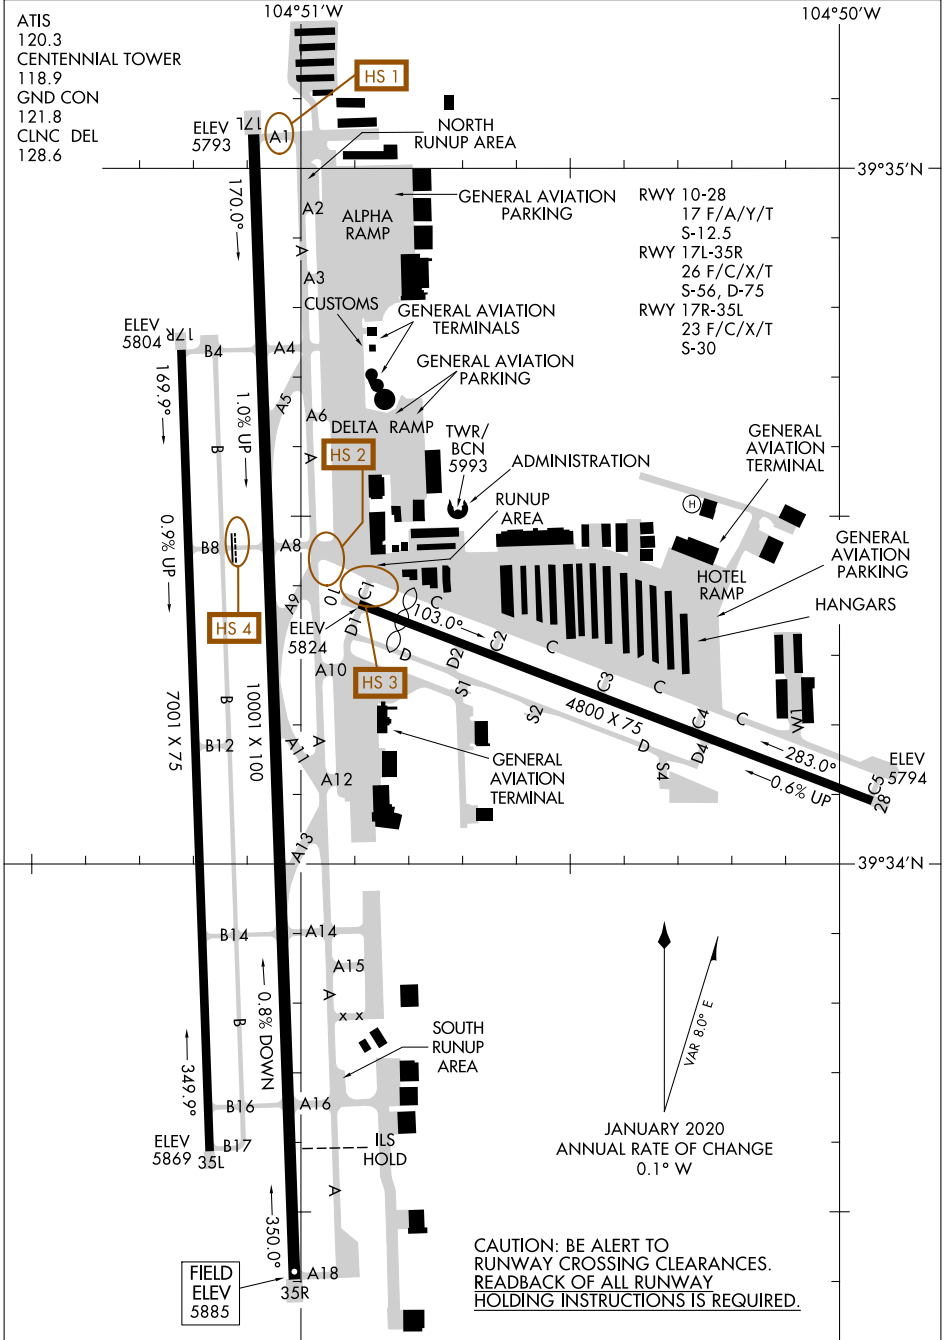 ATIS
120.3
CENTENNIAL TOWER
118.9
GND CON
121.8
CLNC DEL
128.6
104°51'W
104°50'W
HS 1
ELEV
5793
17L
A1
NORTH
RUNUP AREA
39°35'N
170.0°
A2
ALPHA
RAMP
GENERAL AVIATION
PARKING
RWY 10-28
17 F/A/Y/T
S-12.5
RWY 17L-35R
26 F/C/X/T
S-56, D-75
RWY 17R-35L
23 F/C/X/T
S-30
A
A3
CUSTOMS
GENERAL AVIATION
TERMINALS
ELEV
5804
17R
B4
A4
GENERAL AVIATION
PARKING
169.9°
1.0% UP
A5
A6
DELTA RAMP
TWR/
BCN
5993
GENERAL
AVIATION
TERMINAL
B
A
HS 2
ADMINISTRATION
RUNUP
AREA
H
0.9% UP
B8
A8
GENERAL
AVIATION
PARKING
HOTEL
RAMP
HS 4
A9
10
C1
C
HANGARS
ELEV
5824
D1
103.0°
D
D2
C2
C
A10
HS 3
S1
C3
C
7001 X 75
B
10001 X 100
S2
4800 X 75
C4
C
W1
B12
A11
A
D
D4
283.0°
ELEV
5794
GENERAL
AVIATION
TERMINAL
A12
S4
0.6% UP
C5
28
A13
39°34'N
B14
A14
A15
B
0.8% DOWN
A
x x
SOUTH
RUNUP
AREA
VAR 8.0° E
349.9°
B16
A16
ELEV
5869
35L
B17
ILS
HOLD
JANUARY 2020
ANNUAL RATE OF CHANGE
0.1° W
A
350.0°
FIELD
ELEV
5885
A18
35R
CAUTION: BE ALERT TO
RUNWAY CROSSING CLEARANCES.
READBACK OF ALL RUNWAY
HOLDING INSTRUCTIONS IS REQUIRED.